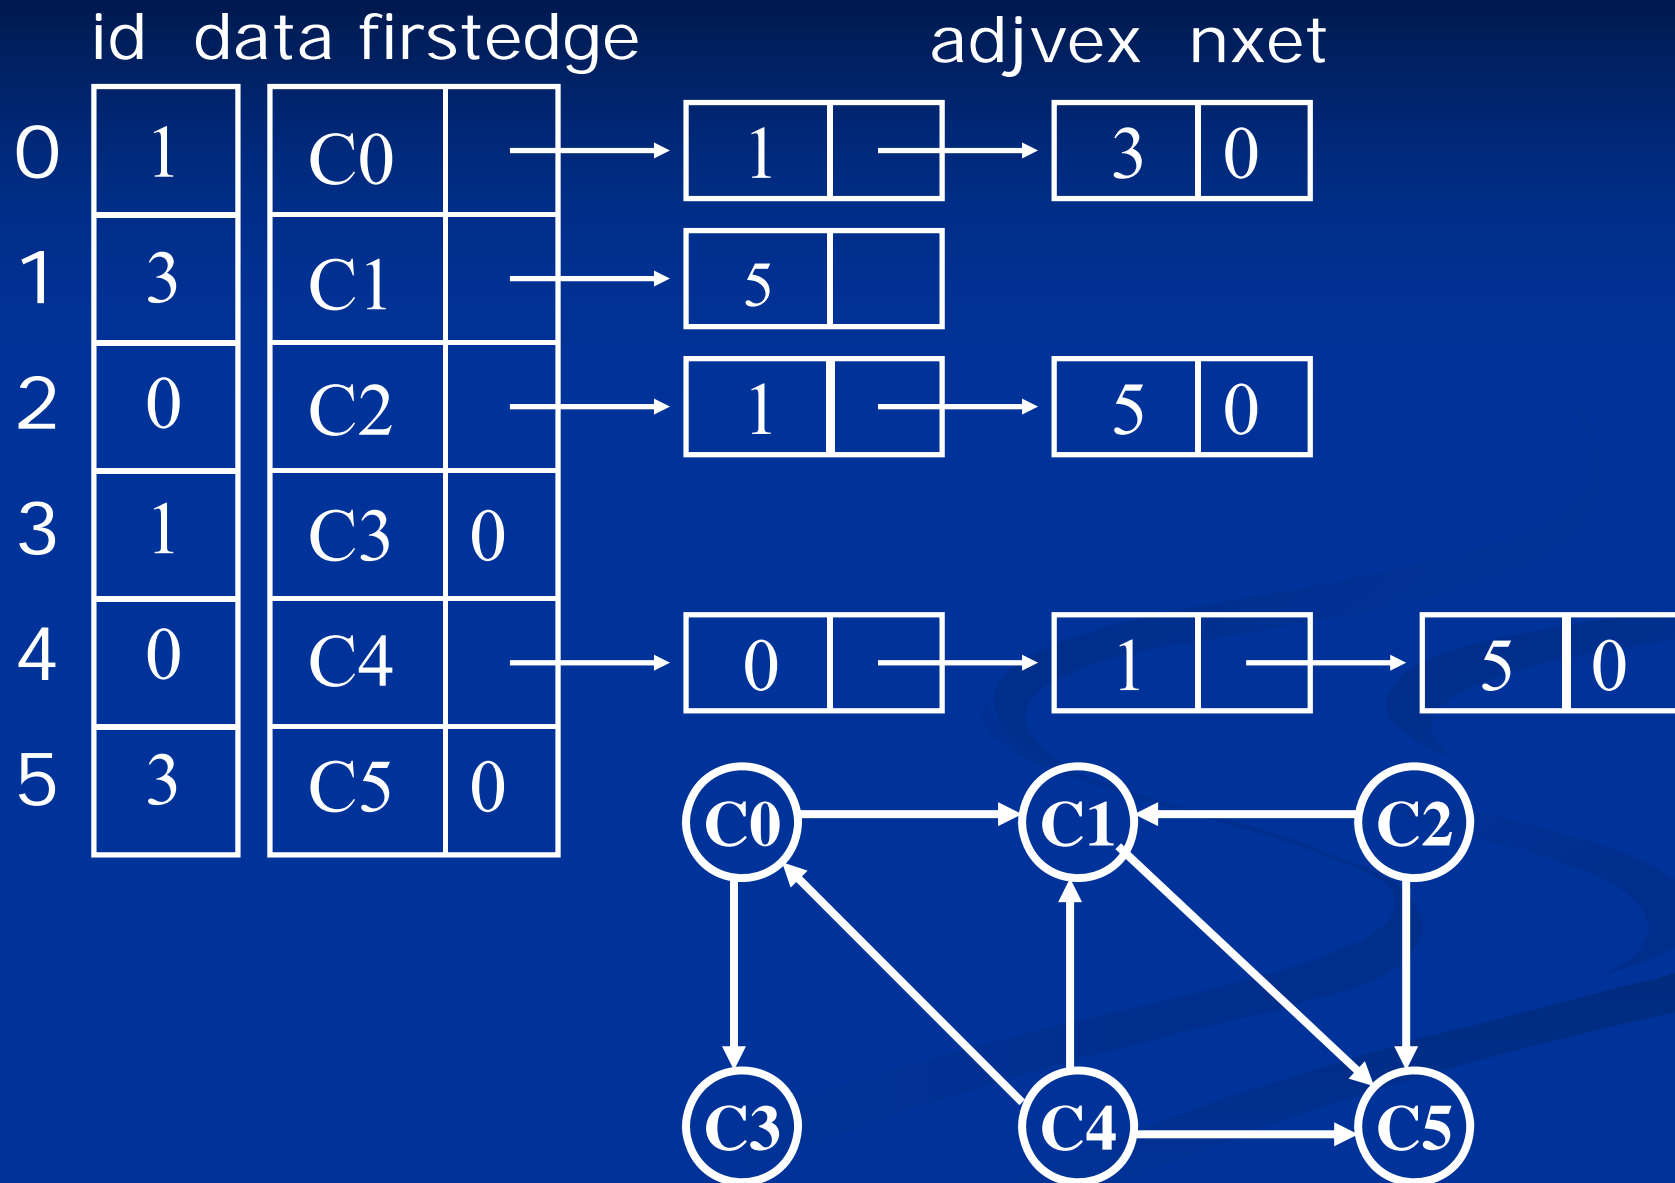 id data firstedge adjvex nxet
0 1 C0 1 3 0
1 3 C1 5
2 0 C2 1 5 0
3 1 C3 0
4 0 C4 0 1 5 0
5 3 C5 0
C0 C1 C2
C3 C4 C5